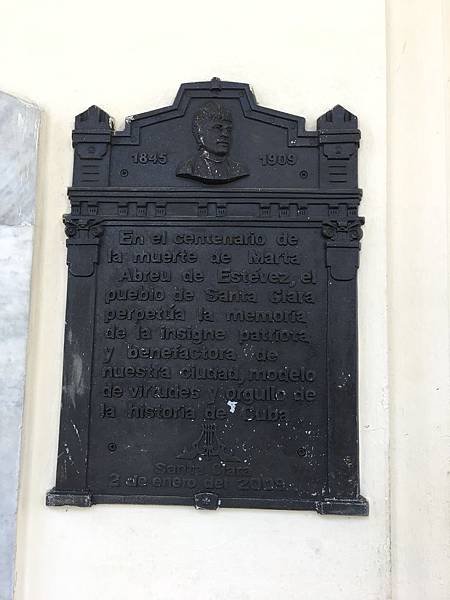 1845 1909
En el centenario de
la muerte de Marta
Abreu de Estévez, el
pueblo de Santa Clara
perpetúa la memoria
de la insigne patriota
y benefactora de
nuestra ciudad, modelo
de virtudes y orgullo de
la historia de Cuba
Santa Clara
2 de enero del 2009